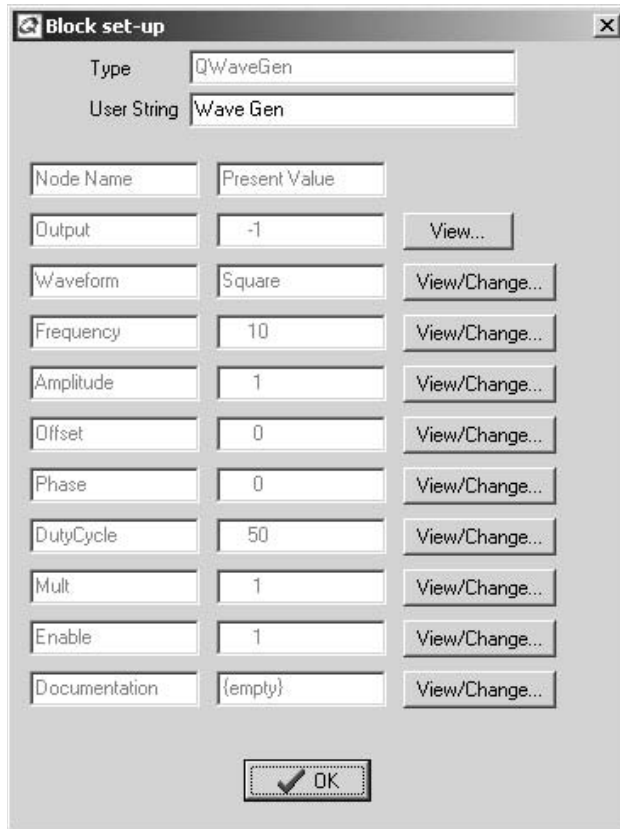 Block set-up
Type QWaveGen
User String Wave Gen
Node Name Present Value
Output -1 View...
Waveform Square View/Change...
Frequency 10 View/Change...
Amplitude 1 View/Change...
Offset 0 View/Change...
Phase 0 View/Change...
DutyCycle 50 View/Change...
Mult 1 View/Change...
Enable 1 View/Change...
Documentation {empty} View/Change...
OK